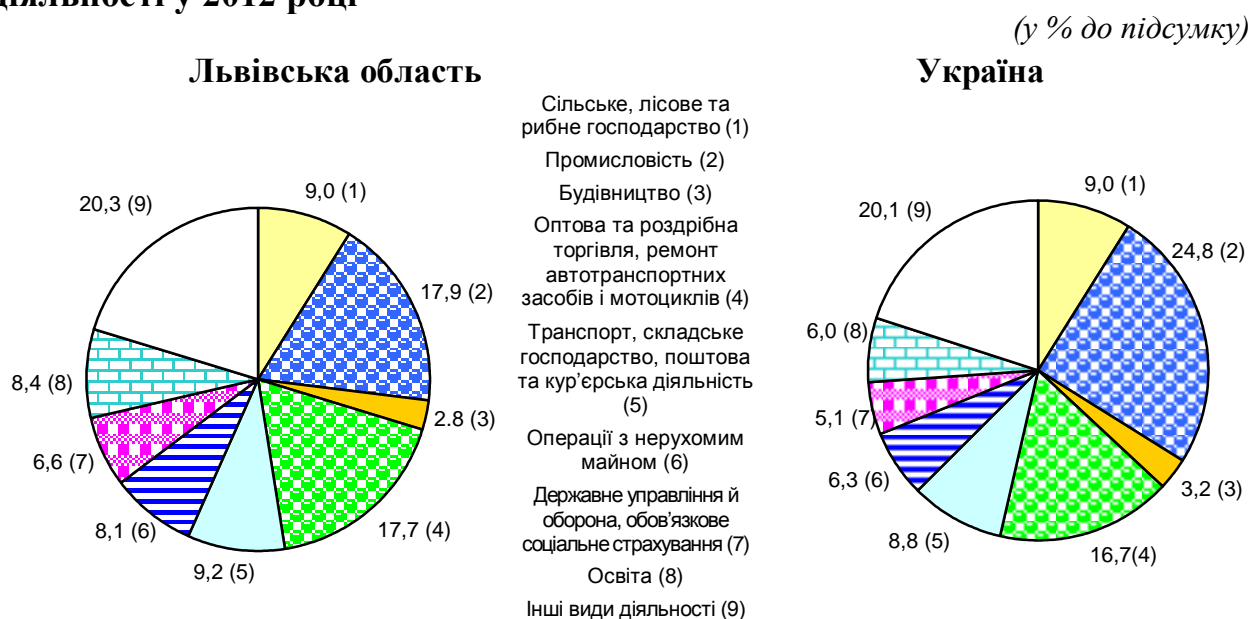 діяльності у 2012 році
(у % до підсумку)
Львівська область
Україна
Сільське, лісове та
рибне господарство (1)
Промисловість (2)
Будівництво (3)
Оптова та роздрібна
торгівля, ремонт
автотранспортних
засобів і мотоциклів (4)
Транспорт, складське
господарство, поштова
та кур’єрська діяльність
(5)
Операції з нерухомим
майном (6)
Державне управління й
оборона, обов’язкове
соціальне страхування (7)
Освіта (8)
Інші види діяльності (9)
9,0 (1)
17,9 (2)
2.8 (3)
17,7 (4)
9,2 (5)
8,1 (6)
6,6 (7)
8,4 (8)
20,3 (9)
9,0 (1)
24,8 (2)
3,2 (3)
16,7(4)
8,8 (5)
6,3 (6)
5,1 (7)
6,0 (8)
20,1 (9)